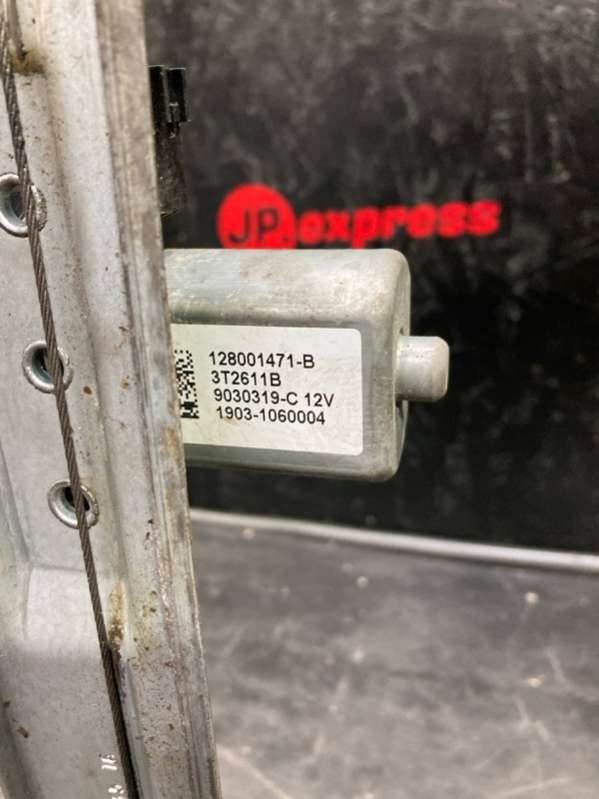 JP.express
128001471-B
3T2611B
9030319-C 12V
1903-1060004